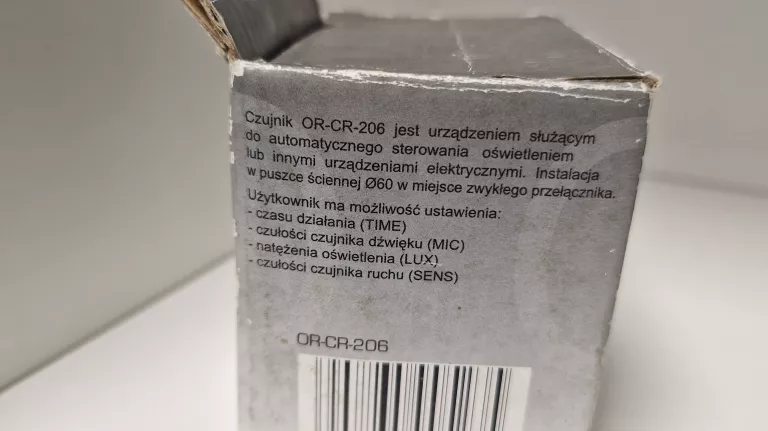 Czujnik OR-CR-206 jest urządzeniem służącym
do automatycznego sterowania oświetleniem
lub innymi urządzeniami elektrycznymi. Instalacja
w puszce ściennej Ø60 w miejsce zwykłego przełącznika.
Użytkownik ma możliwość ustawienia:
- czasu działania (TIME)
- czułości czujnika dźwięku (MIC)
- natężenia oświetlenia (LUX)
- czułości czujnika ruchu (SENS)
OR-CR-206